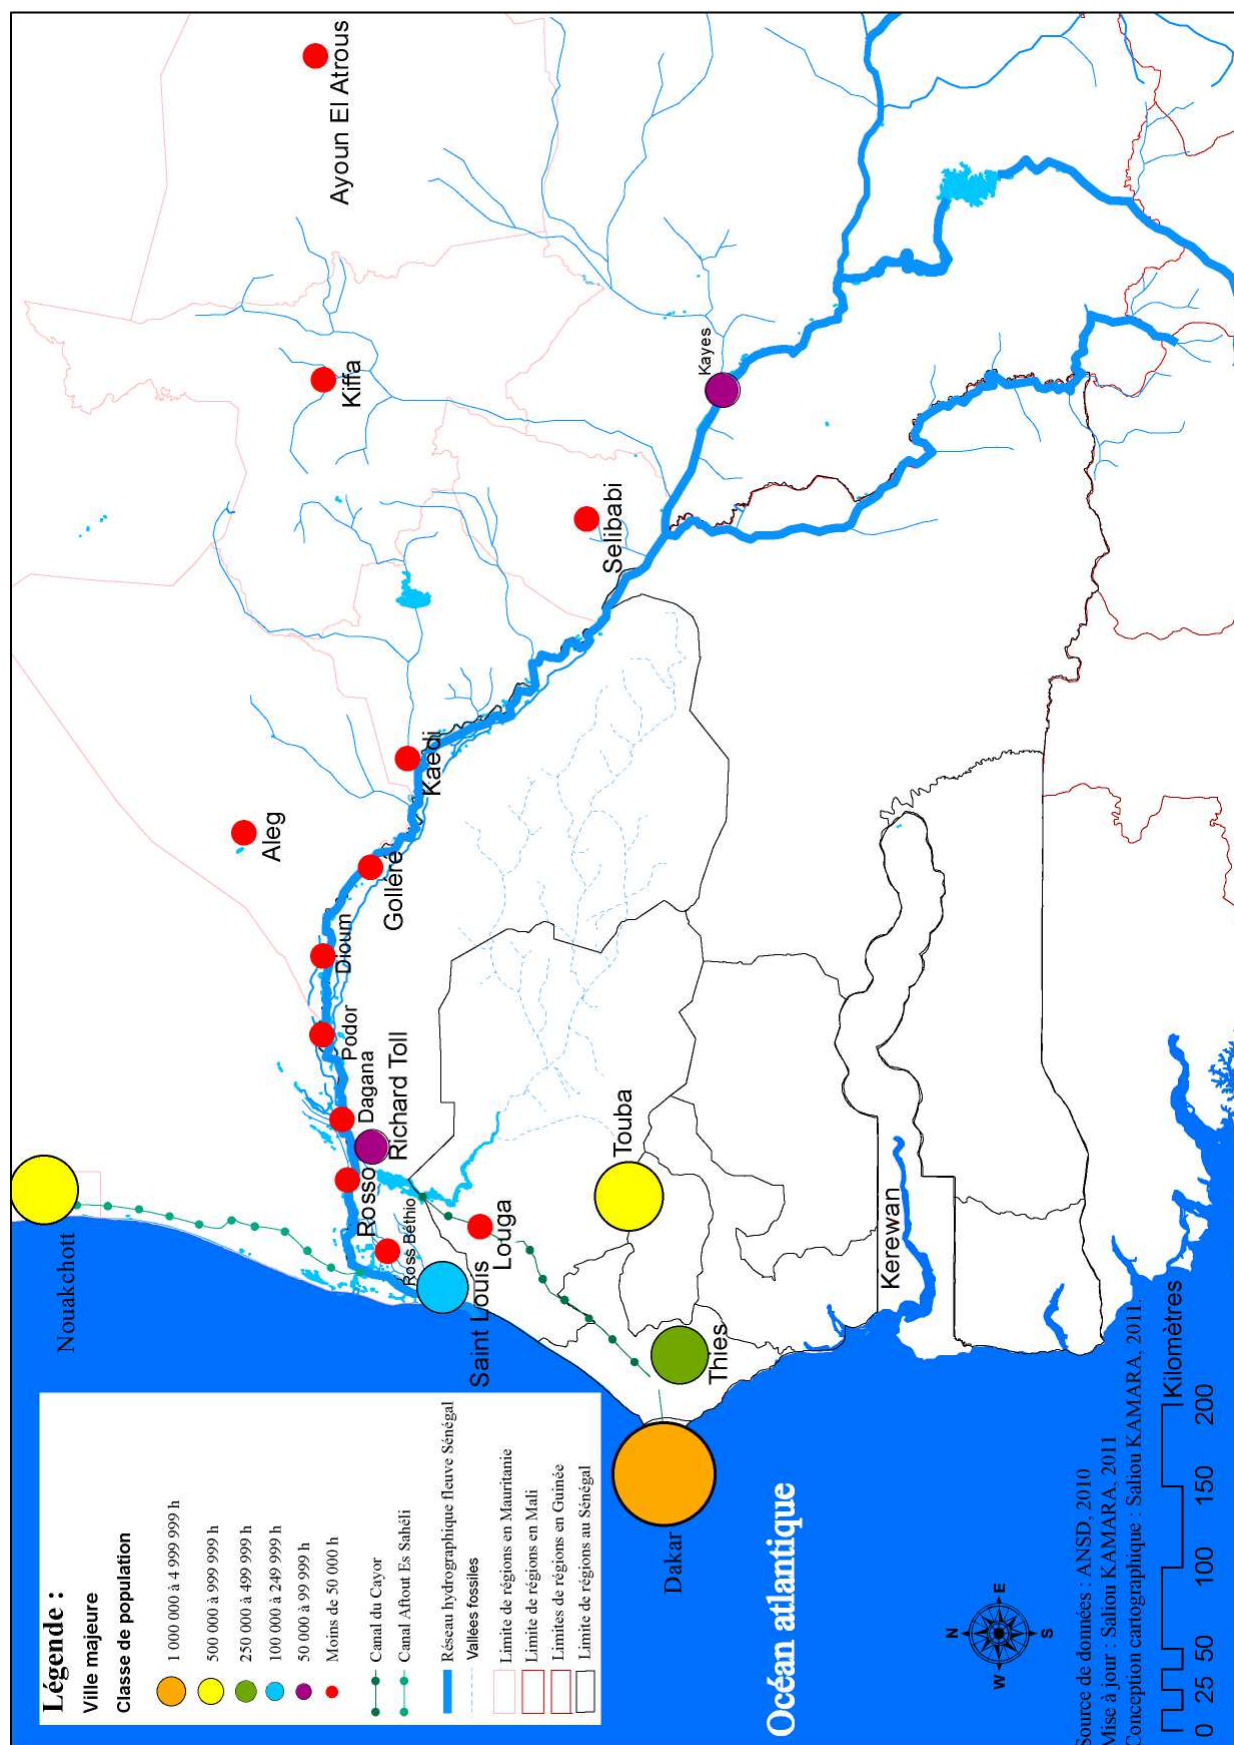 Légende :
Ville majeure
Classe de population
1 000 000 à 4 999 999 h
500 000 à 999 999 h
250 000 à 499 999 h
100 000 à 249 999 h
50 000 à 99 999 h
Moins de 50 000 h
Canal du Cayor
Canal Aftout Es Sahéli
Réseau hydrographique fleuve Sénégal
Vallées fossiles
Limite de régions en Mauritanie
Limite de régions en Mali
Limites de régions en Guinée
Limite de régions au Sénégal
Nouakchott
Ayoun El Atrous
Kiffa
Aleg
Dioum
Podor
Dagana
Richard Toll
Rosso
Ross Béthio
Golléré
Kaedi
Saint Louis
Louga
Selibabi
Touba
Thies
Dakar
Kayes
Kerewan
Océan atlantique
N
W
E
S
Source de données : ANSD, 2010
Mise à jour : Saliou KAMARA, 2011
Conception cartographique : Saliou KAMARA, 2011.
Kilomètres
0 25 50 100 150 200